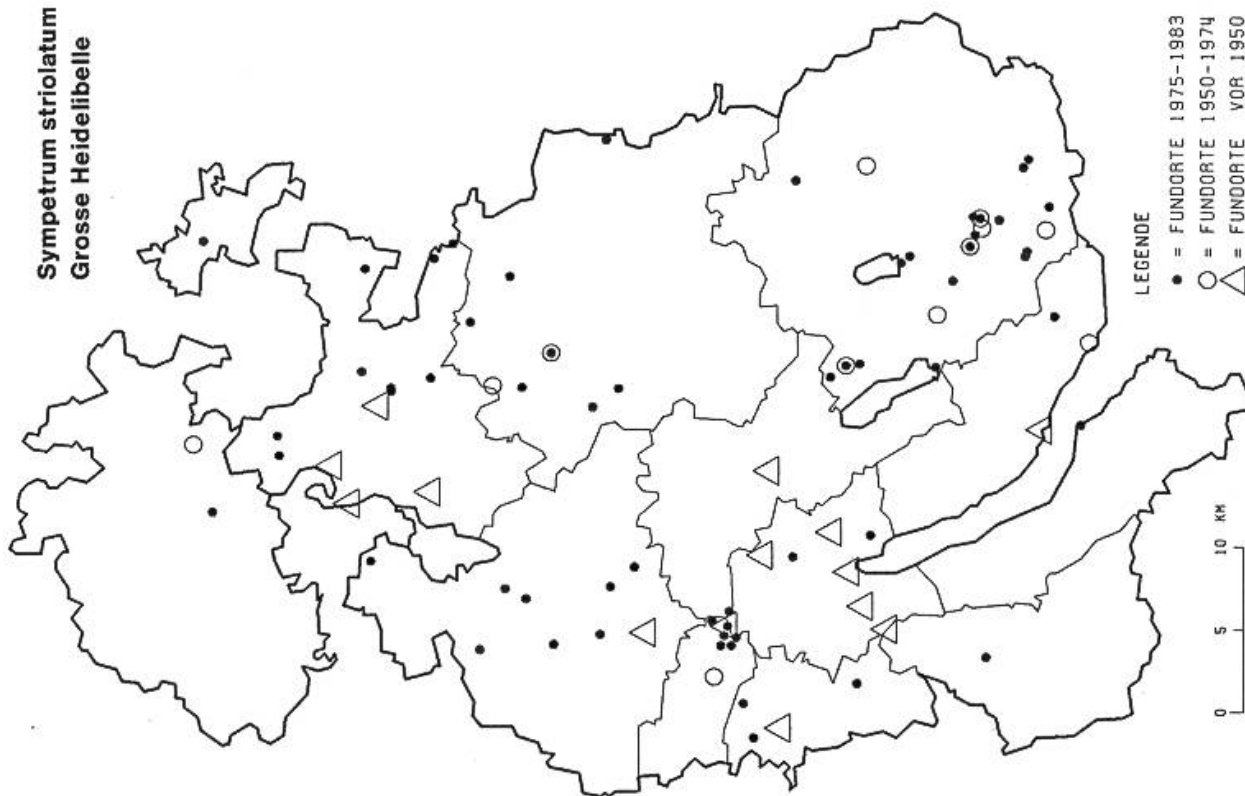 Sympetrum striolatum
Grosse Heidelibelle
LEGENDE
● = FUNDORTE 1975-1983
○ = FUNDORTE 1950-1974
△ = FUNDORTE VOR 1950
0 5 10 KM